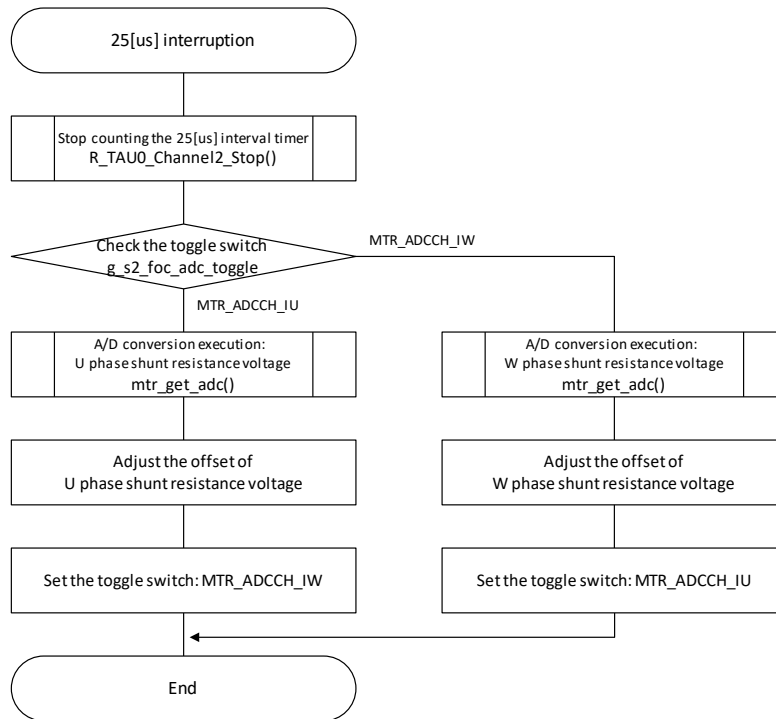 25[us] interruption
Stop counting the 25[us] interval timer
R_TAU0_Channel2_Stop()
Check the toggle switch
g_s2_foc_adc_toggle
MTR_ADCCH_IW
MTR_ADCCH_IU
A/D conversion execution:
U phase shunt resistance voltage
mtr_get_adc()
A/D conversion execution:
W phase shunt resistance voltage
mtr_get_adc()
Adjust the offset of
U phase shunt resistance voltage
Adjust the offset of
W phase shunt resistance voltage
Set the toggle switch: MTR_ADCCH_IW
Set the toggle switch: MTR_ADCCH_IU
End